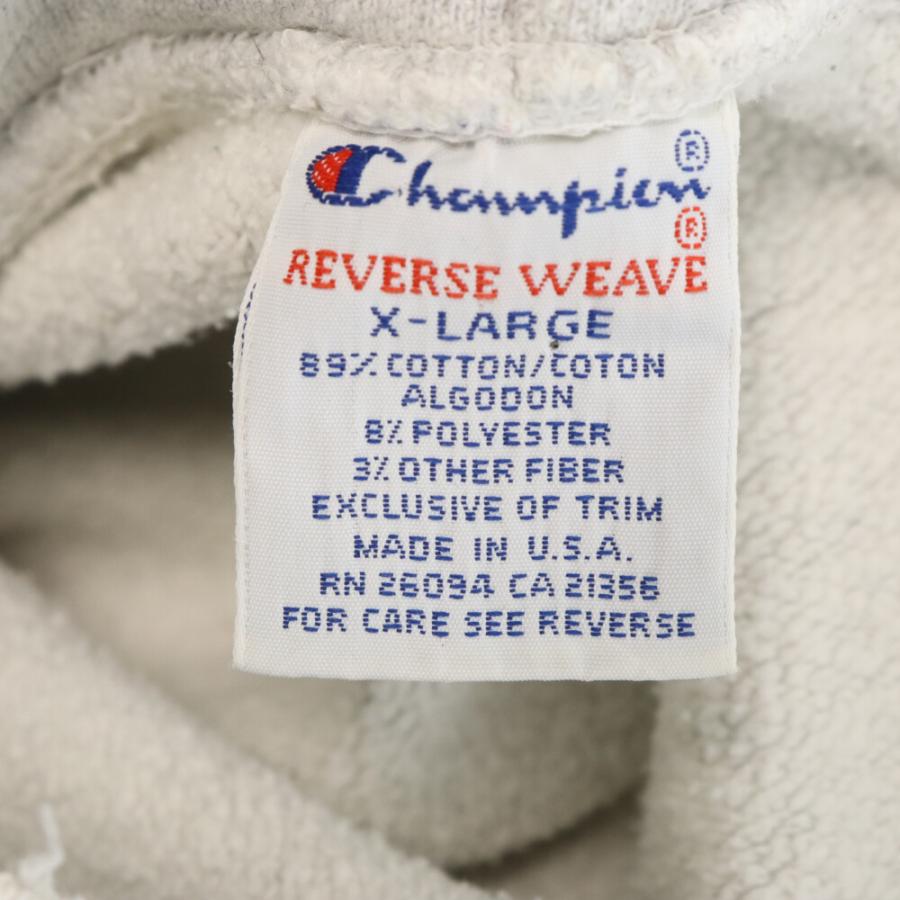 Champion ®
®
REVERSE WEAVE
X-LARGE
89% COTTON/COTON
ALGODON
8% POLYESTER
3% OTHER FIBER
EXCLUSIVE OF TRIM
MADE IN U.S.A.
RN 26094 CA 21356
FOR CARE SEE REVERSE